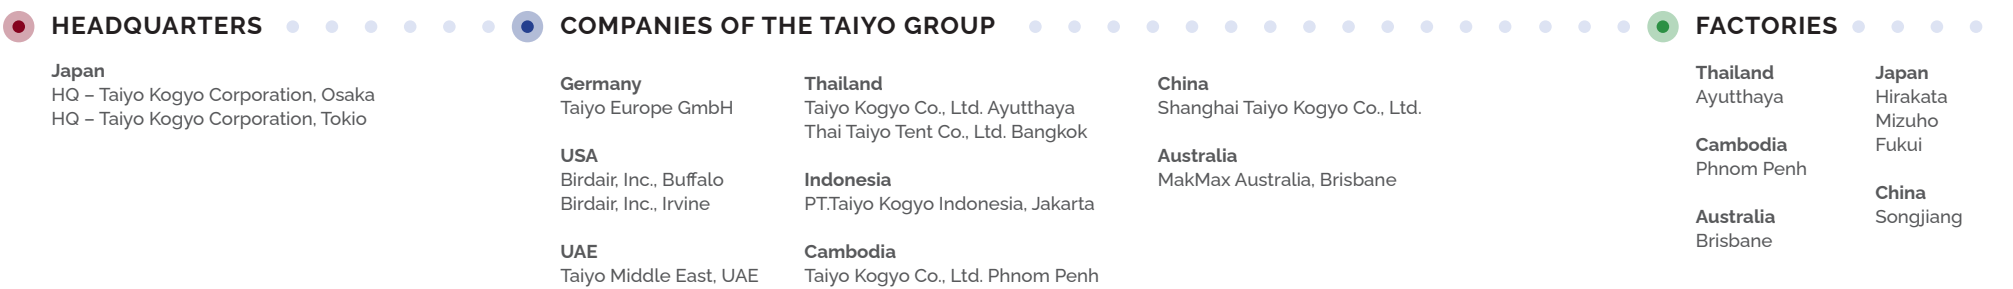 HEADQUARTERS
Japan
HQ – Taiyo Kogyo Corporation, Osaka
HQ – Taiyo Kogyo Corporation, Tokio
COMPANIES OF THE TAIYO GROUP
Germany
Taiyo Europe GmbH
USA
Birdair, Inc., Buffalo
Birdair, Inc., Irvine
UAE
Taiyo Middle East, UAE
Thailand
Taiyo Kogyo Co., Ltd. Ayutthaya
Thai Taiyo Tent Co., Ltd. Bangkok
Indonesia
PT.Taiyo Kogyo Indonesia, Jakarta
Cambodia
Taiyo Kogyo Co., Ltd. Phnom Penh
China
Shanghai Taiyo Kogyo Co., Ltd.
Australia
MakMax Australia, Brisbane
FACTORIES
Thailand
Ayutthaya
Cambodia
Phnom Penh
Australia
Brisbane
Japan
Hirakata
Mizuho
Fukui
China
Songjiang